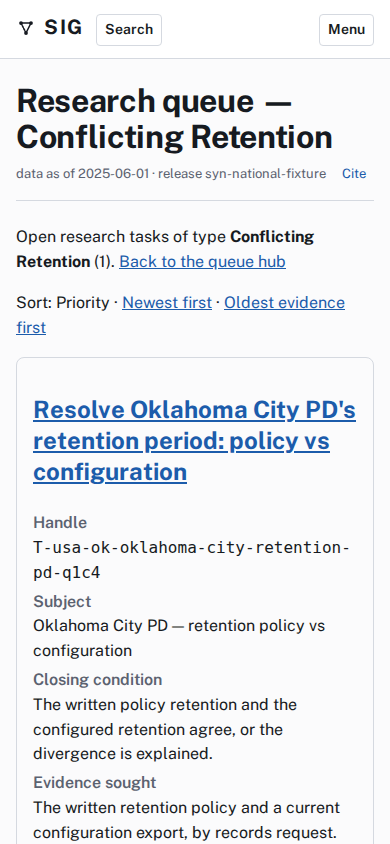 SIG Search Menu
Research queue —
Conflicting Retention
data as of 2025-06-01 · release syn-national-fixture Cite
Open research tasks of type Conflicting
Retention (1). Back to the queue hub
Sort: Priority · Newest first · Oldest evidence
first
Resolve Oklahoma City PD's
retention period: policy vs
configuration
Handle
T-usa-ok-oklahoma-city-retention-
pd-q1c4
Subject
Oklahoma City PD — retention policy vs
configuration
Closing condition
The written policy retention and the
configured retention agree, or the
divergence is explained.
Evidence sought
The written retention policy and a current
configuration export, by records request.